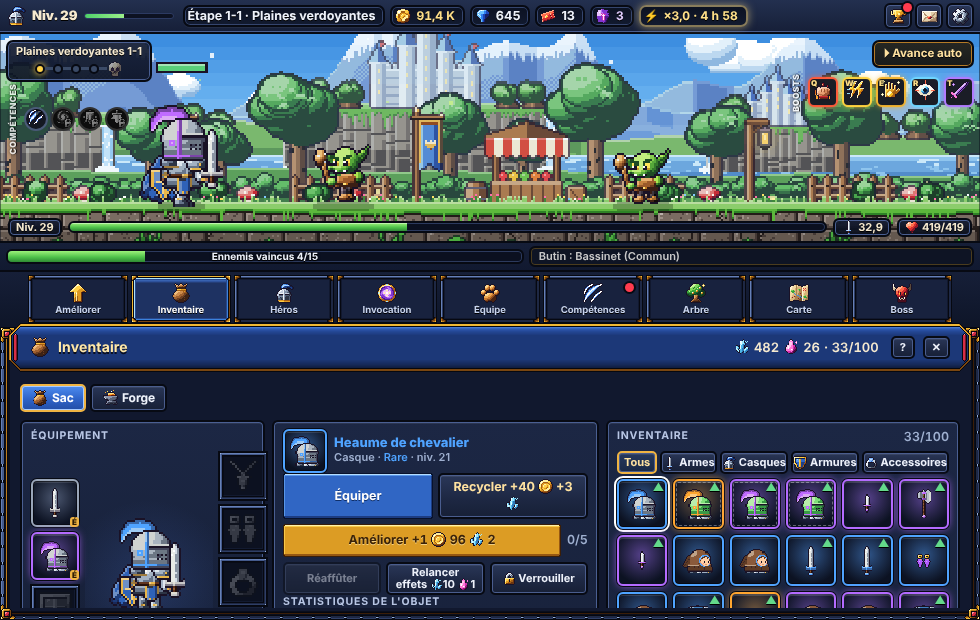 Niv. 29
Étape 1-1 · Plaines verdoyantes
91,4 K
645
13
3
×3,0 · 4 h 58
Plaines verdoyantes 1-1
Avance auto
COMPÉTENCES
BOOSTS
Q
W
E
R
T
Niv. 29
32,9
419/419
Ennemis vaincus 4/15
Butin : Bassinet (Commun)
Améliorer
Inventaire
Héros
Invocation
Equipe
Compétences
Arbre
Carte
Boss
Inventaire
482
26 · 33/100
?
×
Sac
Forge
ÉQUIPEMENT
E
E
Heaume de chevalier
Casque · Rare · niv. 21
Équiper
Recycler +40 +3
Améliorer +1 96 2
0/5
Réaffûter
Relancer
effets 10 1
Verrouiller
STATISTIQUES DE L'OBJET
INVENTAIRE
33/100
Tous
Armes
Casques
Armures
Accessoires